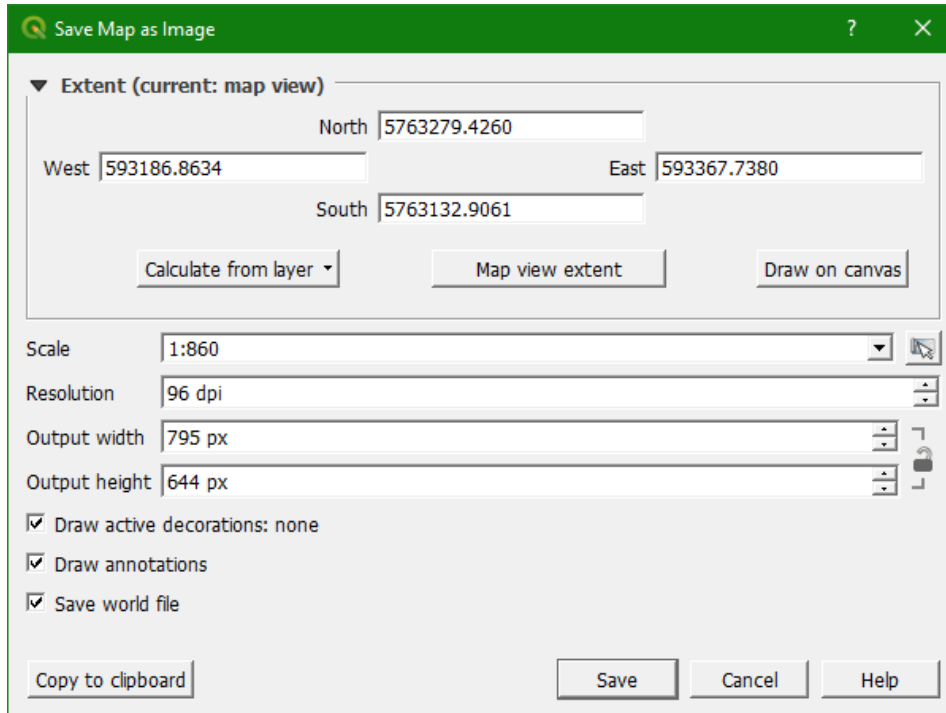 Save Map as Image
Extent (current: map view)
North 5763279.4260
West 593186.8634 East 593367.7380
South 5763132.9061
Calculate from layer Map view extent Draw on canvas
Scale 1:860
Resolution 96 dpi
Output width 795 px
Output height 644 px
Draw active decorations: none
Draw annotations
Save world file
Copy to clipboard Save Cancel Help